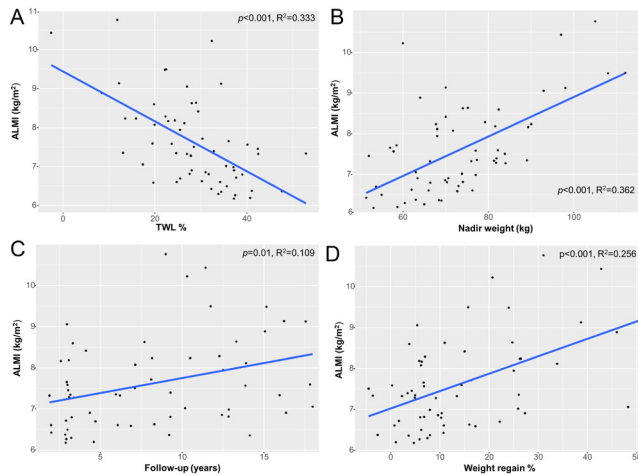 A
p<0.001, R²=0.333
ALMI (kg/m²)
11
10
9
8
7
6
0
20
40
TWL %
B
p<0.001, R²=0.362
ALMI (kg/m²)
10
9
8
7
6
60
80
100
Nadir weight (kg)
C
p=0.01, R²=0.109
ALMI (kg/m²)
11
10
9
8
7
6
5
10
15
Follow-up (years)
D
p<0.001, R²=0.256
ALMI (kg/m²)
11
10
9
8
7
6
0
10
20
30
40
50
Weight regain %